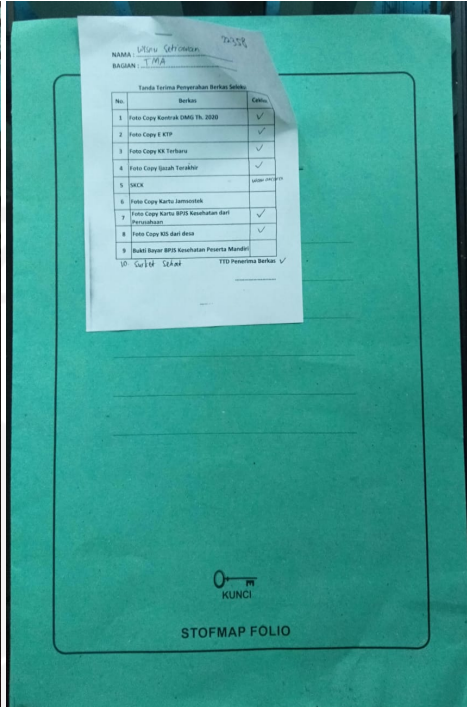 NAMA : Wisnu Setiawan
BAGIAN : TMA
Tanda Terima Penyerahan Berkas Seleksi
No. Berkas Ceklis
1 Foto Copy Kontrak OMG Th. 2020 ✓
2 Foto Copy E KTP ✓
3 Foto Copy KK Terbaru ✓
4 Foto Copy Ijazah Terakhir ✓
5 SKCK
6 Foto Copy Kartu Jamsostek
7 Foto Copy Kartu BPJS Kesehatan dari Perusahaan ✓
8 Foto Copy KIS dari desa ✓
9 Bukti Bayar BPJS Kesehatan Peserta Mandiri
10. Surket Sehat ✓
TTD Penerima Berkas
KUNCI
STOFMAP FOLIO